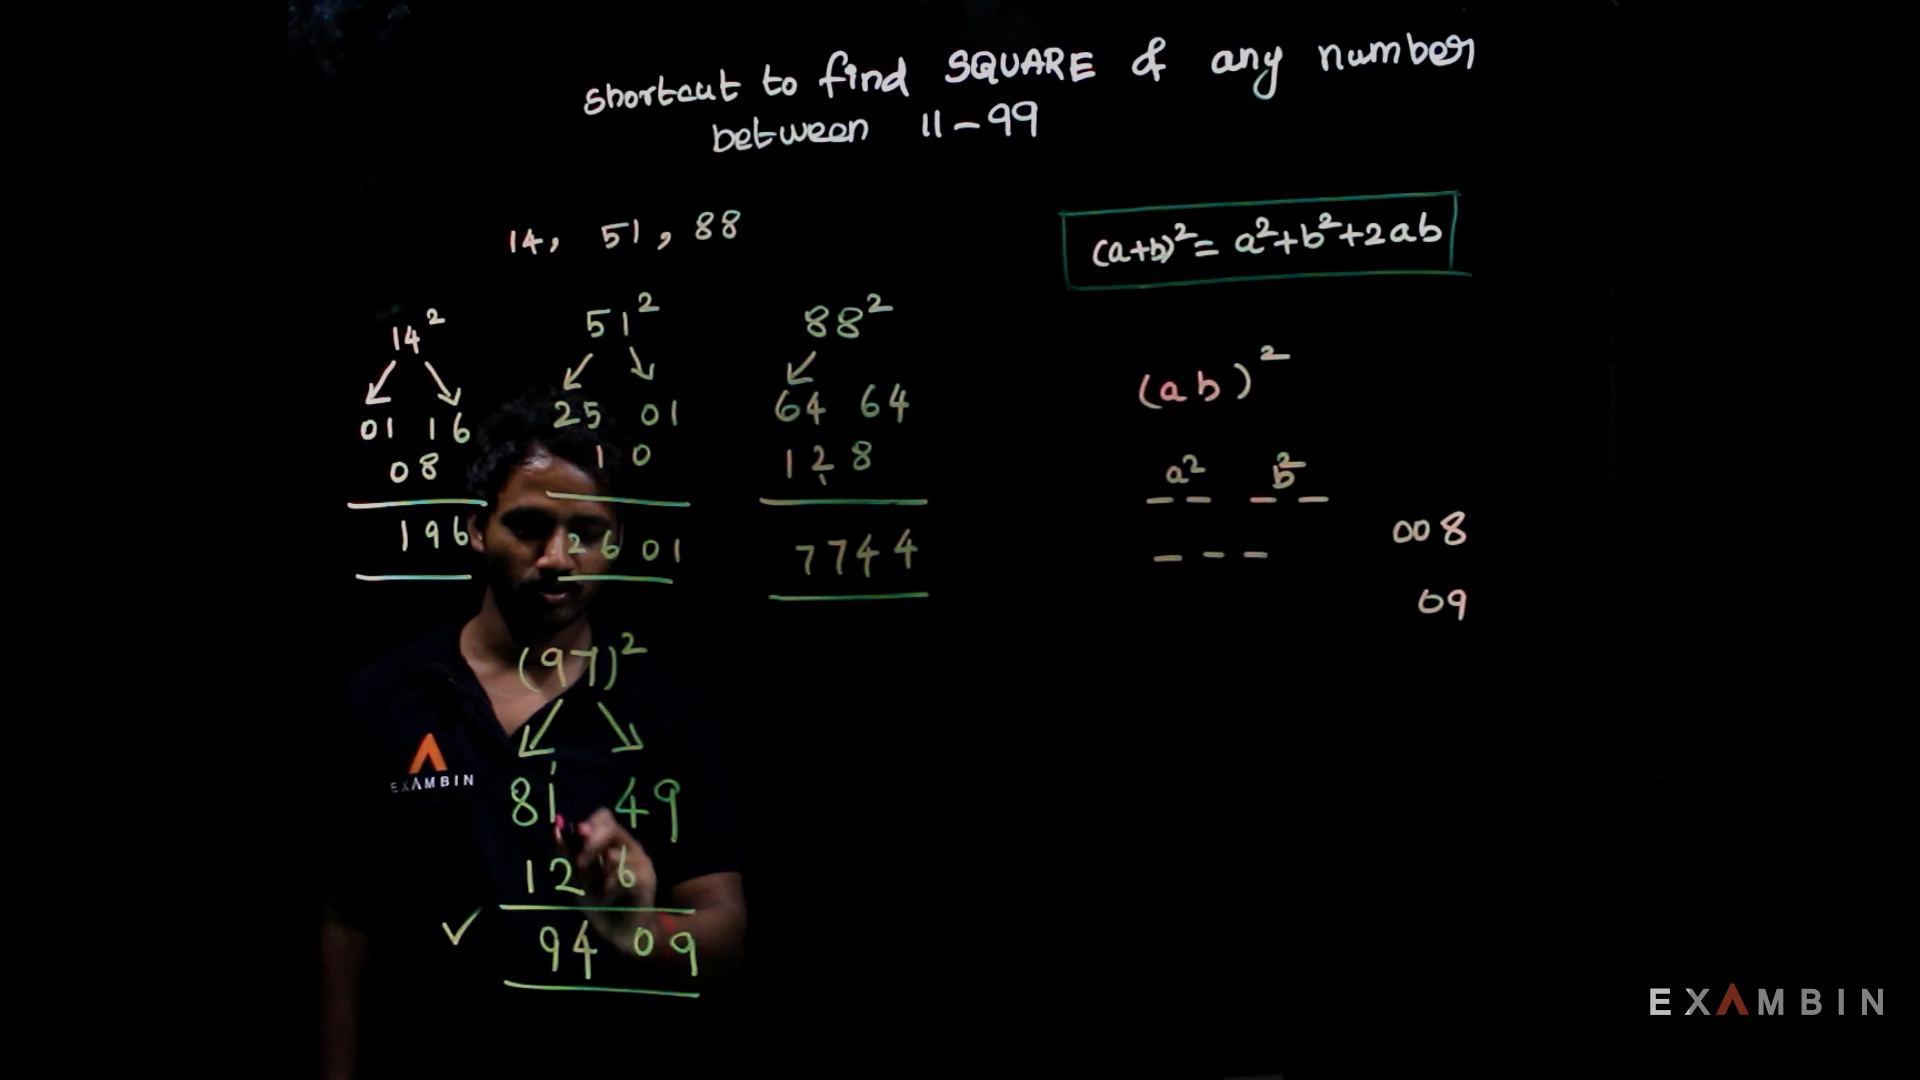 shortcut to find SQUARE of any number
between 11-99
14, 51, 88
(a+b)²= a²+b²+2ab
14²
01 16
08
196
51²
25 01
10
2601
88²
64 64
128
7744
(ab)²
a² b²
_ _ _ _
_ _ _
008
09
(97)²
81 49
126
✓ 9409
EXAMBIN
EXAMBIN